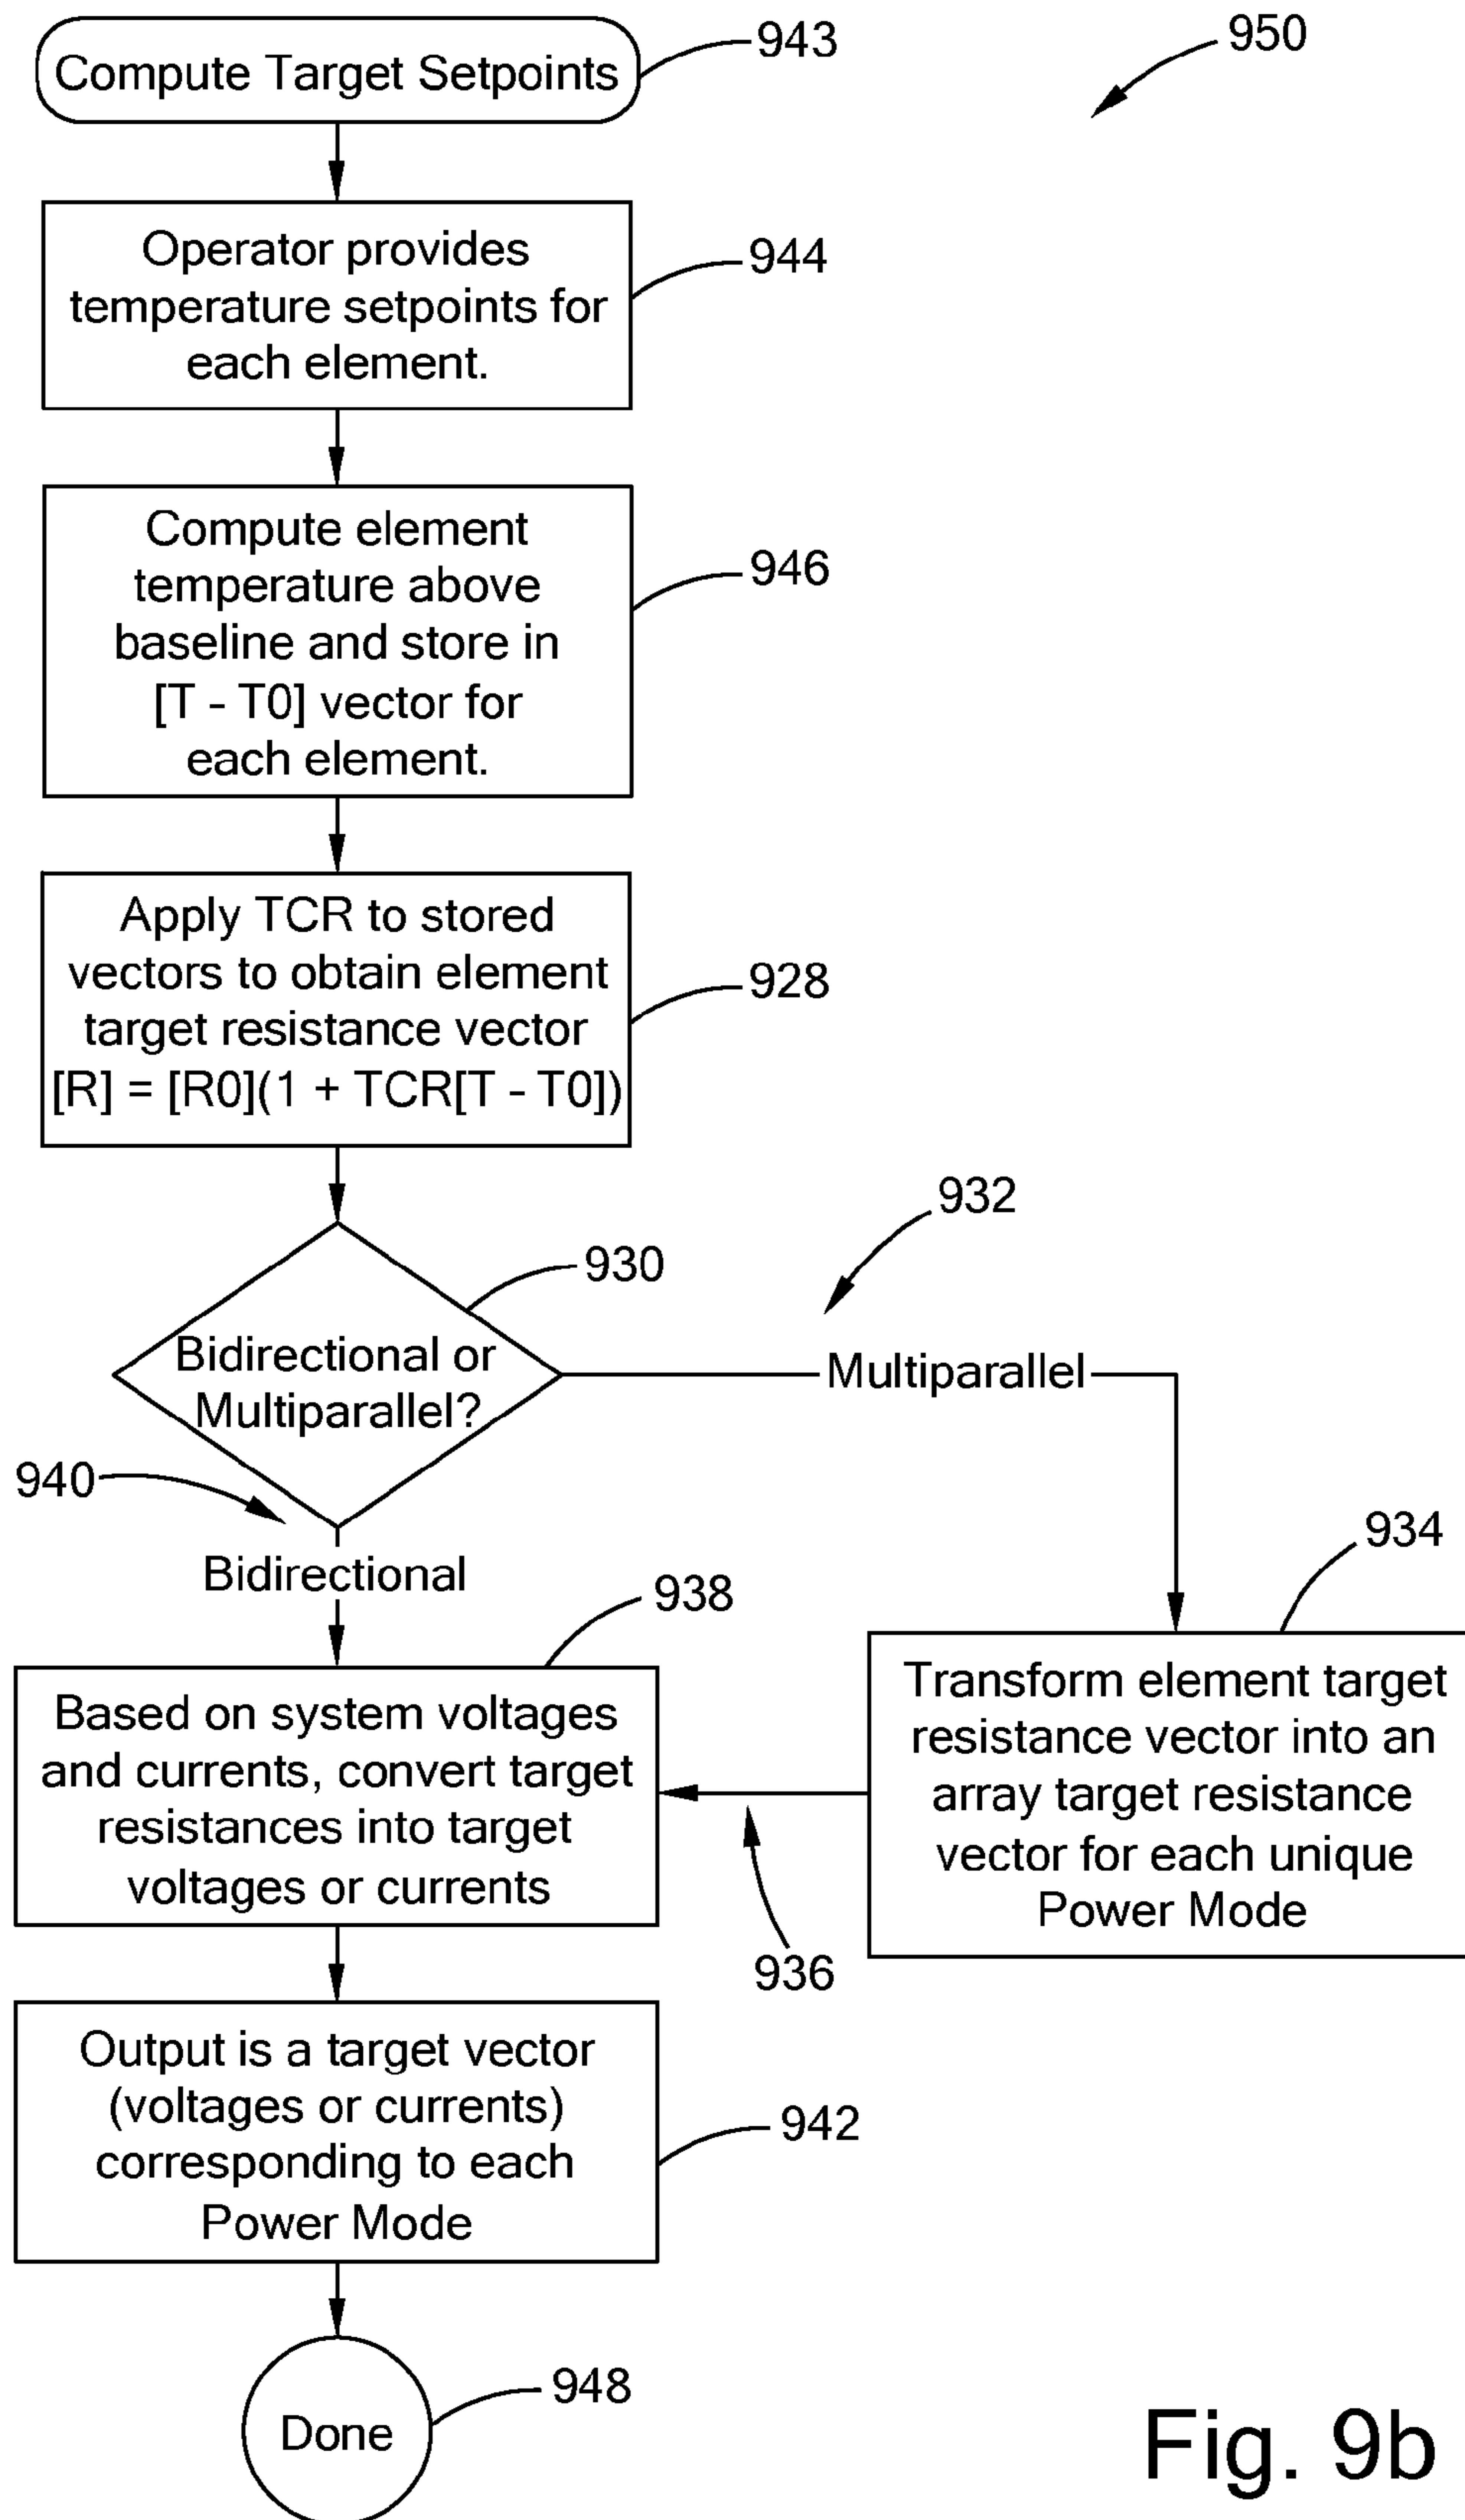 Compute Target Setpoints
943
950
Operator provides
temperature setpoints for
each element.
944
Compute element
temperature above
baseline and store in
[T - T0] vector for
each element.
946
Apply TCR to stored
vectors to obtain element
target resistance vector
[R] = [R0](1 + TCR[T - T0])
928
932
930
Bidirectional or
Multiparallel?
Multiparallel
940
Bidirectional
938
934
Based on system voltages
and currents, convert target
resistances into target
voltages or currents
Transform element target
resistance vector into an
array target resistance
vector for each unique
Power Mode
936
Output is a target vector
(voltages or currents)
corresponding to each
Power Mode
942
Done
948
Fig. 9b